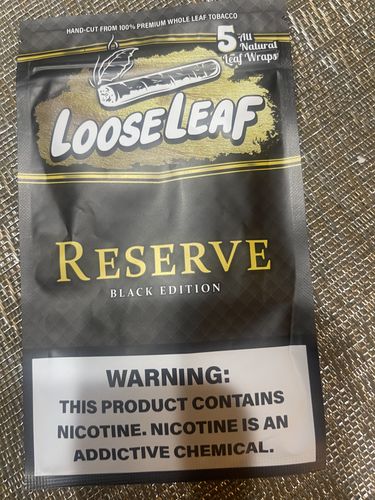 HAND-CUT FROM 100% PREMIUM WHOLE LEAF TOBACCO
5 All Natural Leaf Wraps
LOOSELEAF
RESERVE
BLACK EDITION
WARNING:
THIS PRODUCT CONTAINS
NICOTINE. NICOTINE IS AN
ADDICTIVE CHEMICAL.